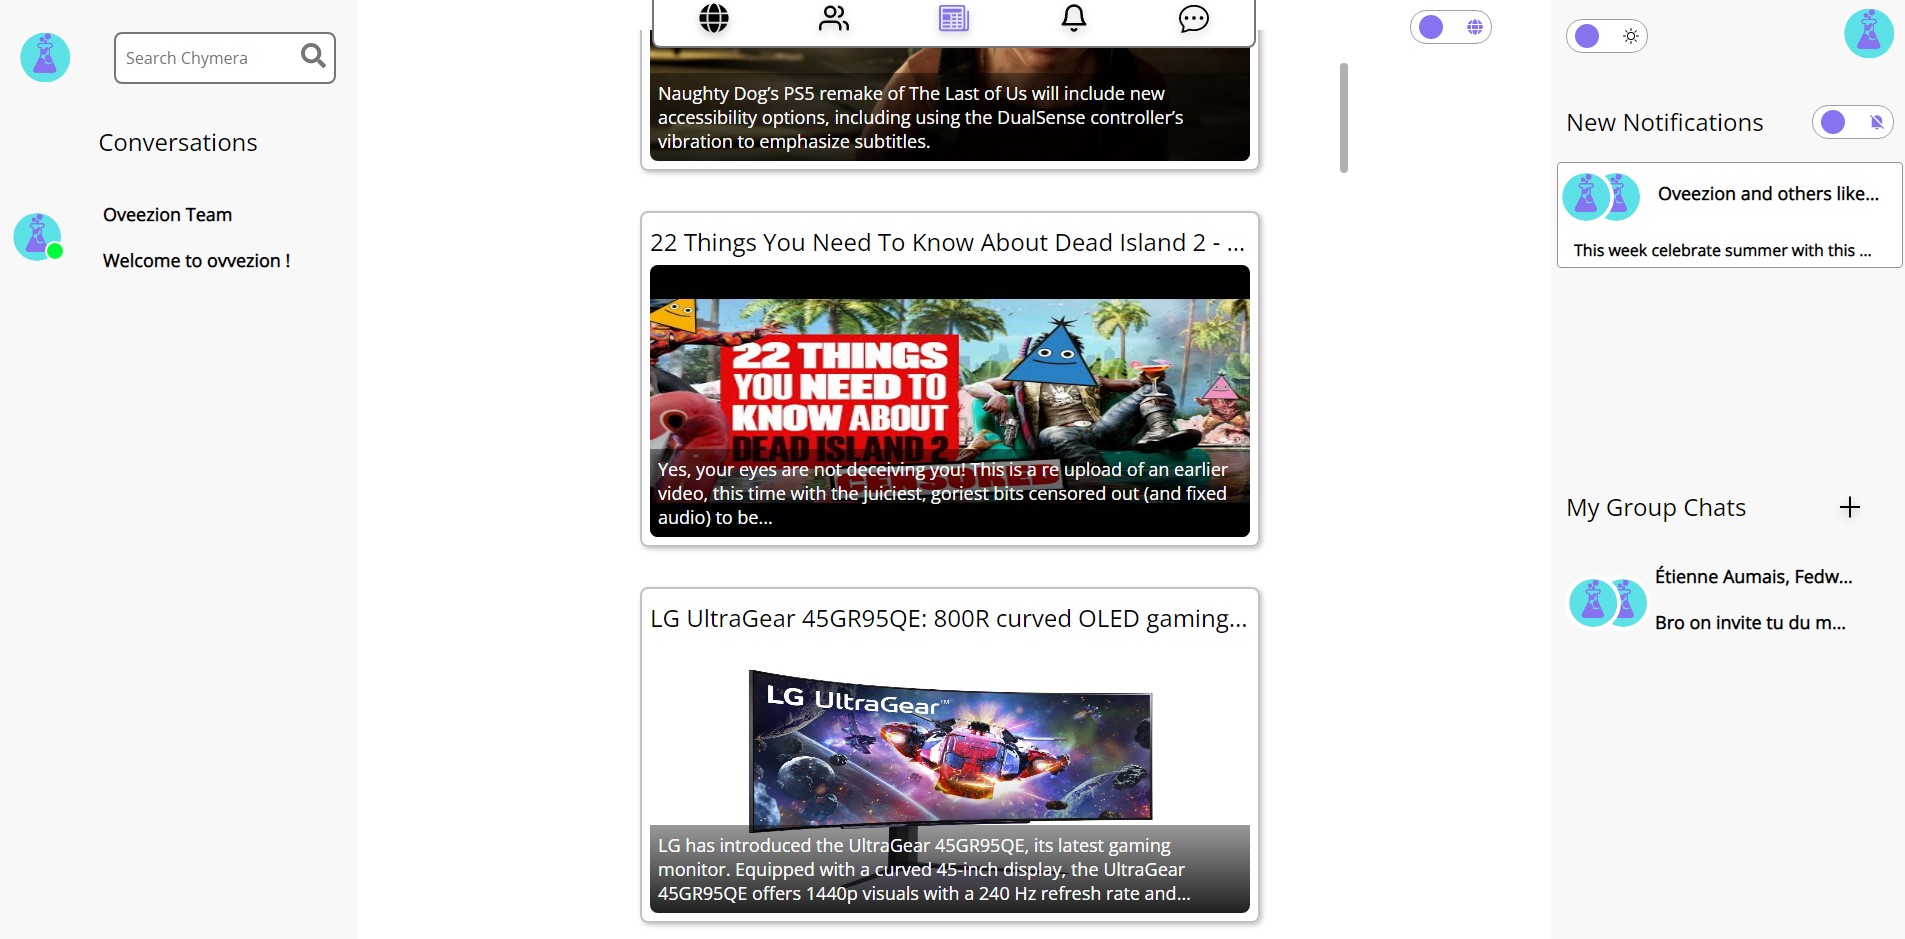 Search Chymera
Conversations
Oveezion Team
Welcome to ovvezion !
Naughty Dog’s PS5 remake of The Last of Us will include new
accessibility options, including using the DualSense controller’s
vibration to emphasize subtitles.
22 Things You Need To Know About Dead Island 2 - ...
22 THINGS
YOU NEED TO
KNOW ABOUT
DEAD ISLAND 2
CENSORED
Yes, your eyes are not deceiving you! This is a re upload of an earlier
video, this time with the juiciest, goriest bits censored out (and fixed
audio) to be...
LG UltraGear 45GR95QE: 800R curved OLED gaming...
LG UltraGear™
LG has introduced the UltraGear 45GR95QE, its latest gaming
monitor. Equipped with a curved 45-inch display, the UltraGear
45GR95QE offers 1440p visuals with a 240 Hz refresh rate and...
New Notifications
Oveezion and others like...
This week celebrate summer with this ...
My Group Chats
Étienne Aumais, Fedw...
Bro on invite tu du m...